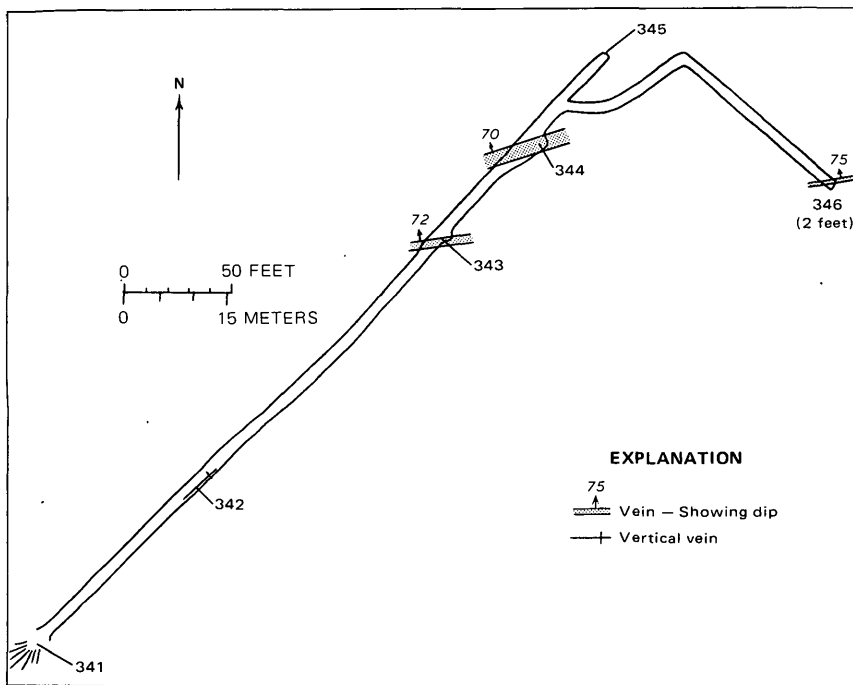 345
N
70
344
75
346
(2 feet)
72
343
0 50 FEET
0 15 METERS
342
EXPLANATION
75
Vein — Showing dip
Vertical vein
341